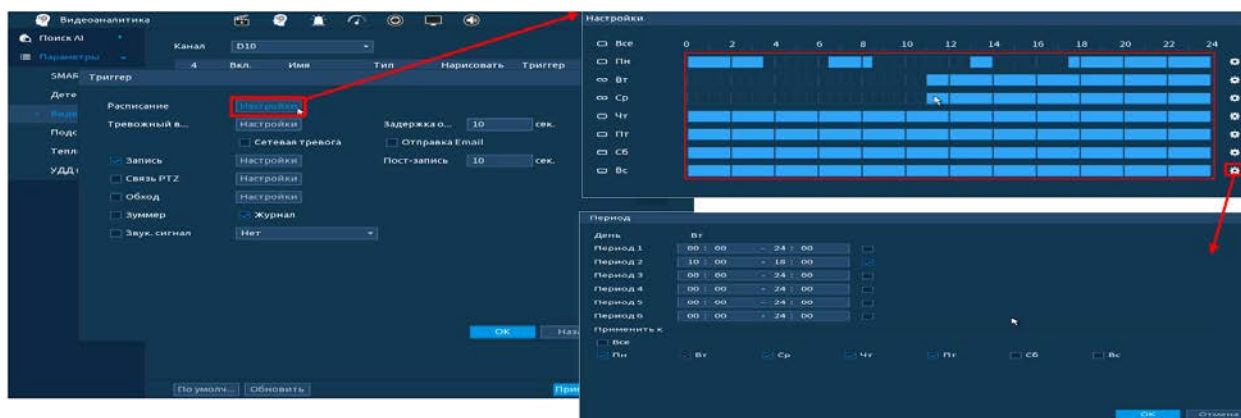 Видеоаналитика
Поиск AI
Параметры
Канал D10
4 Вкл. Имя Тип Нарисовать Триггер
SMAR
Триггер
Дете
Подс
Тепл
УДД
Расписание Настройки
Тревожный в... Настройки Задержка о... 10 сек.
Сетевая тревога Отправка Email
Запись Настройки Пост-запись 10 сек.
Связь PTZ Настройки
Обход Настройки
Зуммер Журнал
Звук. сигнал Нет
OK Наза
По умолч... Обновить При
Настройки
Все 0 2 4 6 8 10 12 14 16 18 20 22 24
Пн
Вт
Ср
Чт
Пт
Сб
Вс
Период
День Вт
Период 1 00 : 00 - 24 : 00
Период 2 10 : 00 - 18 : 00
Период 3 00 : 00 - 24 : 00
Период 4 00 : 00 - 24 : 00
Период 5 00 : 00 - 24 : 00
Период 6 00 : 00 - 24 : 00
Применить к
Все
Пн Вт Ср Чт Пт Сб Вс
OK Отмена